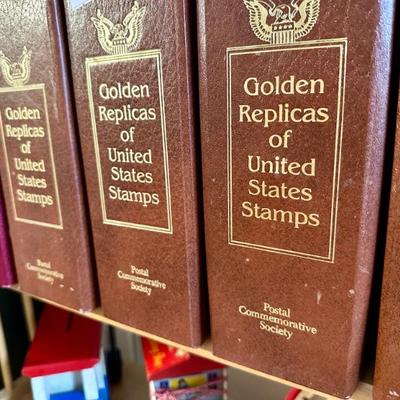 Golden
Replicas
of
United
States
Stamps
Postal
Commemorative
Society
Golden
Replicas
of
United
States
Stamps
Postal
Commemorative
Society
Golden
Replicas
of
United
States
Stamps
Postal
Commemorative
Society